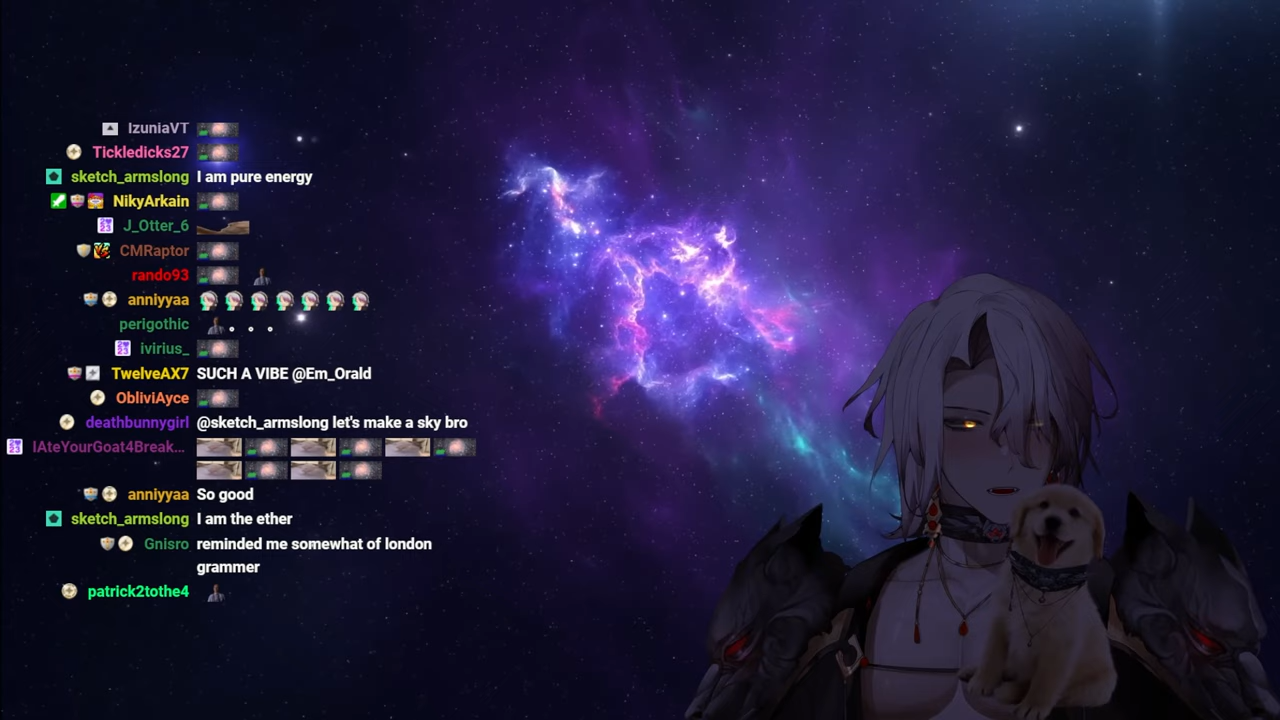 IzuniaVT
Tickledicks27
sketch_armslong I am pure energy
NikyArkain
J_Otter_6
CMRaptor
rando93
anniyyaa
perigothic
ivirius_
TwelveAX7 SUCH A VIBE @Em_Orald
ObliviAyce
deathbunnygirl @sketch_armslong let's make a sky bro
IAteYourGoat4Break...
anniyyaa So good
sketch_armslong I am the ether
Gnisro reminded me somewhat of london
grammer
patrick2tothe4